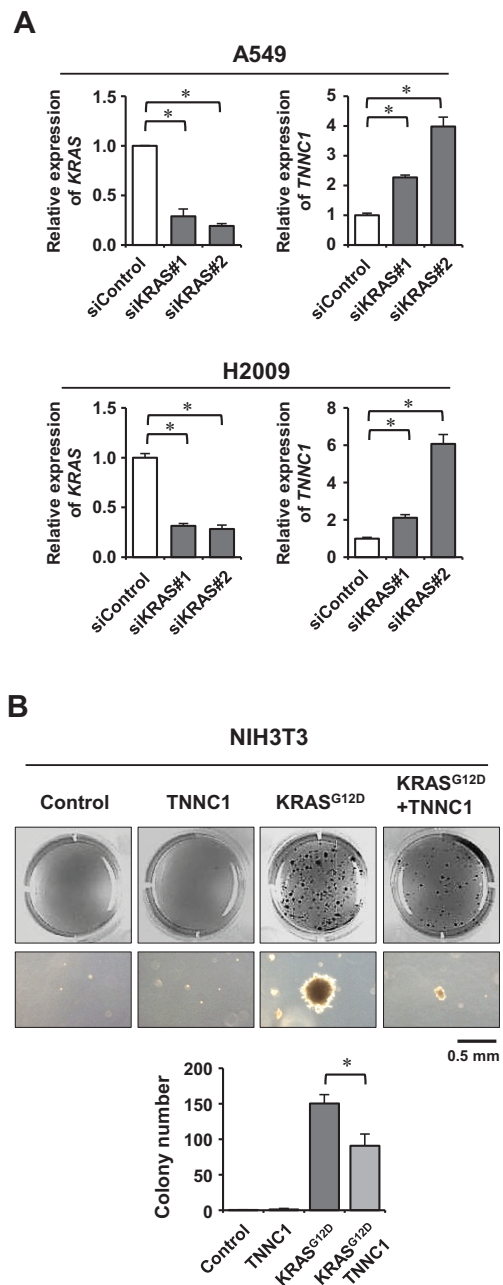 A
A549
Relative expression
of KRAS
1.5
1.0
0.5
0.0
*
*
siControl
siKRAS#1
siKRAS#2
Relative expression
of TNNC1
5
4
3
2
1
0
*
*
siControl
siKRAS#1
siKRAS#2
H2009
Relative expression
of KRAS
1.5
1.0
0.5
0.0
*
*
siControl
siKRAS#1
siKRAS#2
Relative expression
of TNNC1
8
6
4
2
0
*
*
siControl
siKRAS#1
siKRAS#2
B
NIH3T3
Control
TNNC1
KRASG12D
KRASG12D
+TNNC1
0.5 mm
Colony number
200
150
100
50
0
*
Control
TNNC1
KRASG12D
KRASG12D
TNNC1